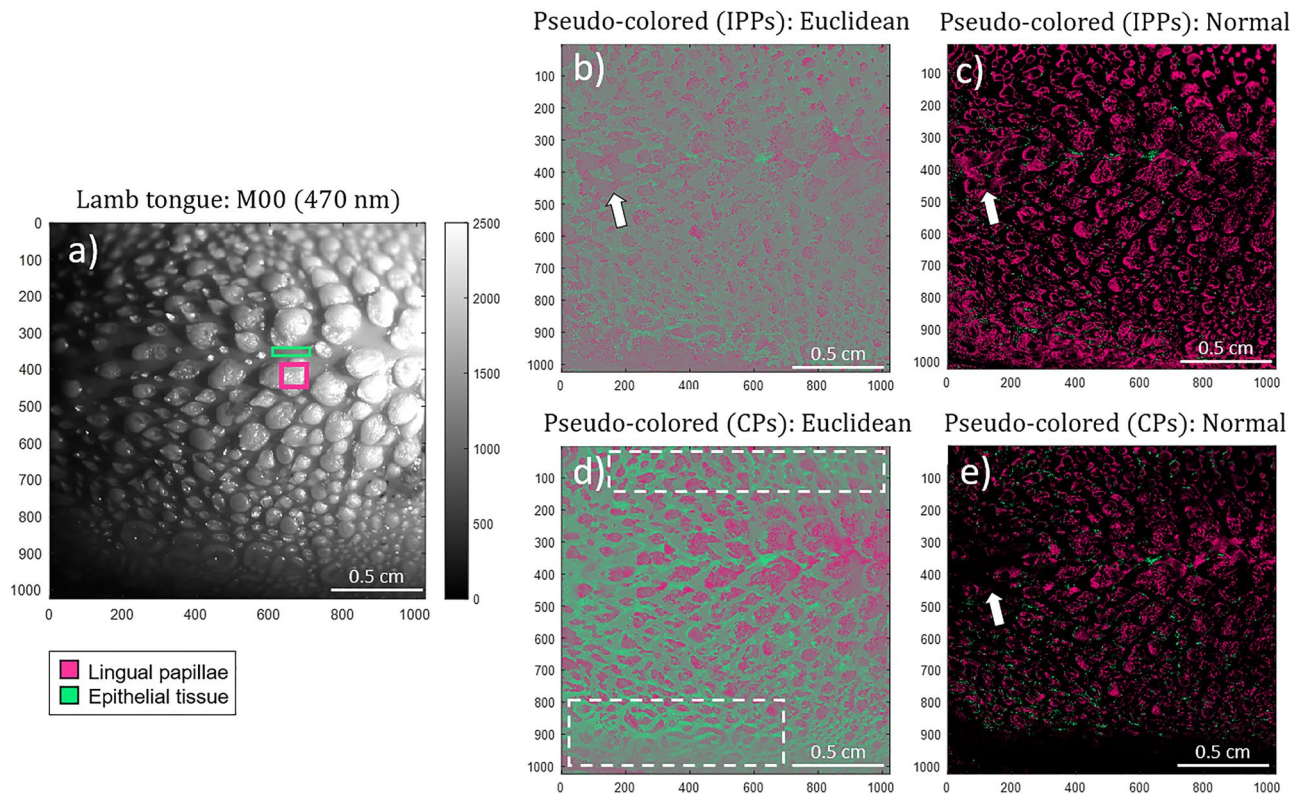 Pseudo-colored (IPPs): Euclidean
b)
100
200
300
400
500
600
700
800
900
1000
0 200 400 600 800 1000
0.5 cm
Pseudo-colored (IPPs): Normal
c)
100
200
300
400
500
600
700
800
900
1000
0 200 400 600 800 1000
0.5 cm
Lamb tongue: M00 (470 nm)
a)
0
100
200
300
400
500
600
700
800
900
1000
0 200 400 600 800 1000
0.5 cm
2500
2000
1500
1000
500
0
Lingual papillae
Epithelial tissue
Pseudo-colored (CPs): Euclidean
d)
100
200
300
400
500
600
700
800
900
1000
0 200 400 600 800 1000
0.5 cm
Pseudo-colored (CPs): Normal
e)
100
200
300
400
500
600
700
800
900
1000
0 200 400 600 800 1000
0.5 cm